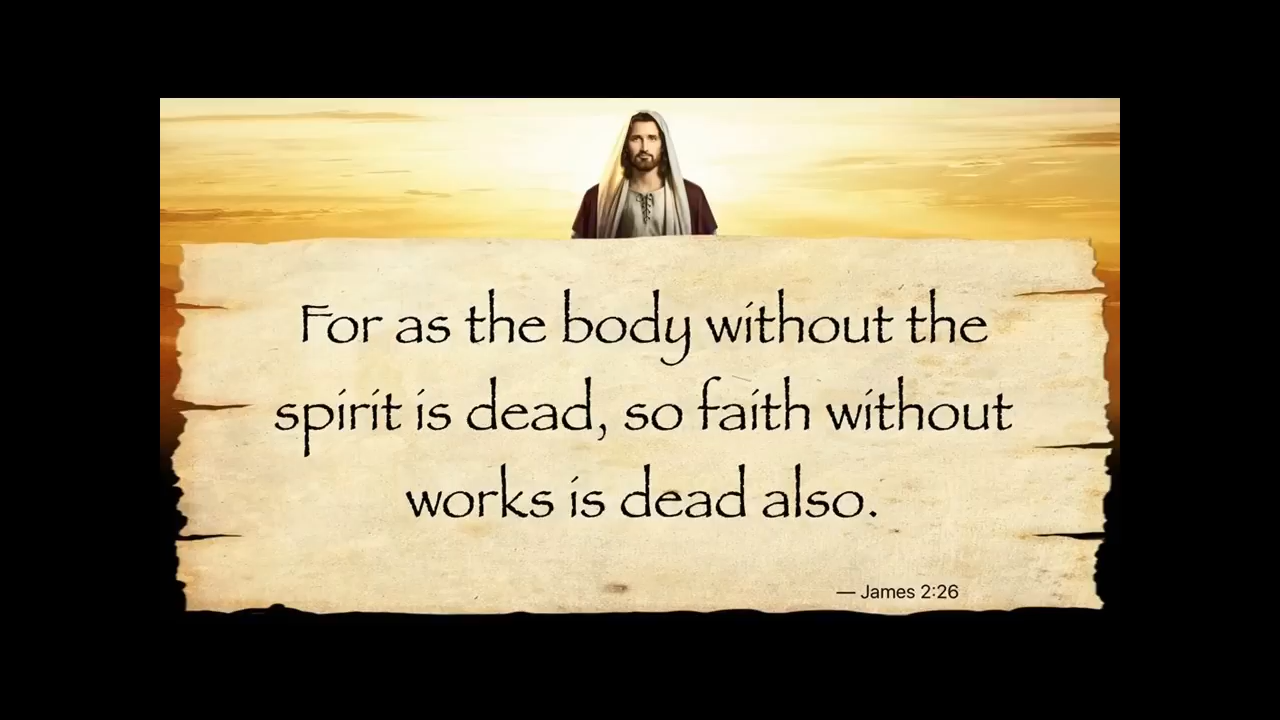 For as the body without the
spirit is dead, so faith without
works is dead also.
— James 2:26